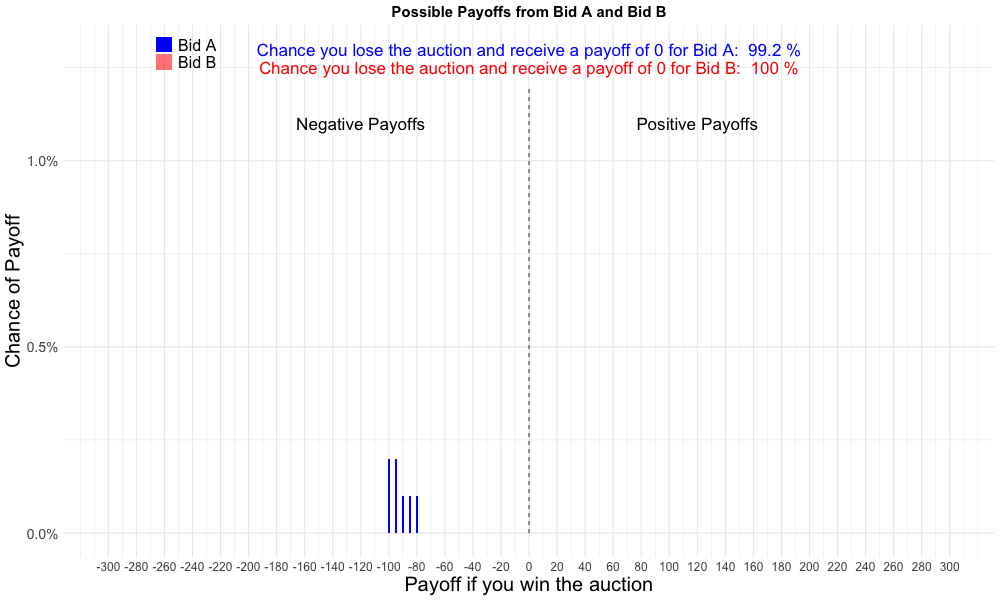 Possible Payoffs from Bid A and Bid B
Bid A
Bid B
Chance you lose the auction and receive a payoff of 0 for Bid A:  99.2 %
Chance you lose the auction and receive a payoff of 0 for Bid B:  100 %
Negative Payoffs
Positive Payoffs
Chance of Payoff
1.0%
0.5%
0.0%
-300 -280 -260 -240 -220 -200 -180 -160 -140 -120 -100 -80 -60 -40 -20 0 20 40 60 80 100 120 140 160 180 200 220 240 260 280 300
Payoff if you win the auction